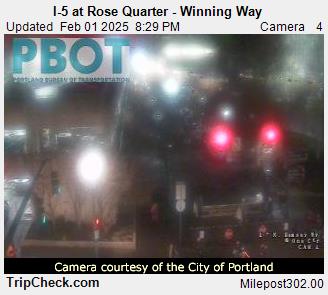 I-5 at Rose Quarter - Winning Way
Updated Feb 01 2025 8:29 PM Camera 4
PBOT
PORTLAND BUREAU OF TRANSPORTATION
Camera courtesy of the City of Portland
TripCheck.com Milepost302.00